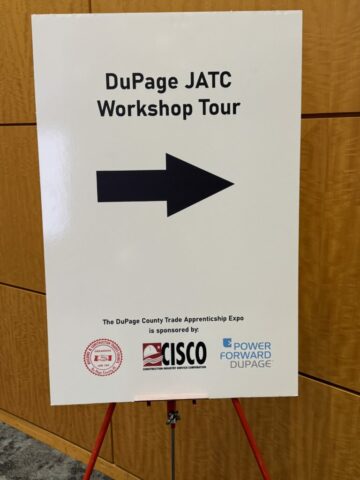 DuPage JATC
Workshop Tour
The DuPage County Trade Apprenticship Expo
is sponsored by:
CISCO
CONSTRUCTION INDUSTRY SERVICE CORPORATION
POWER
FORWARD
DUPAGE